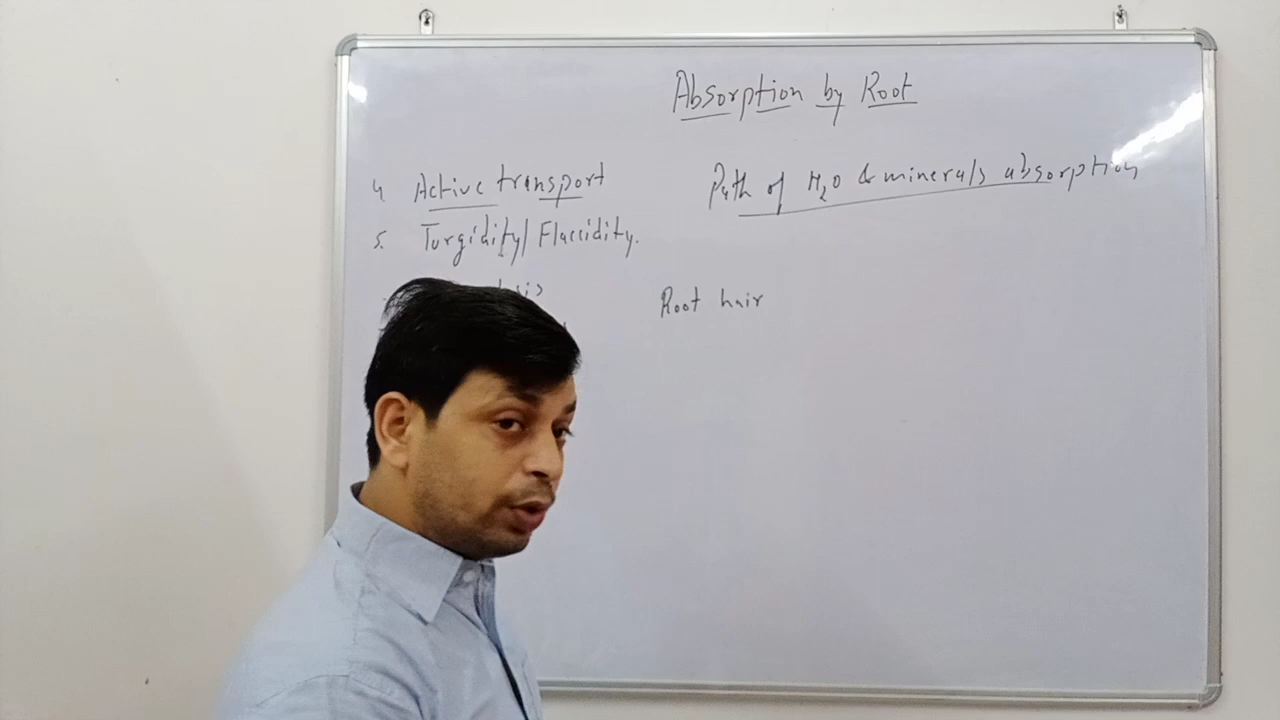 Absorption by Root
4. Active transport
5. Turgidity/ Flaccidity.
Path of H2O & minerals absorption
Root hair